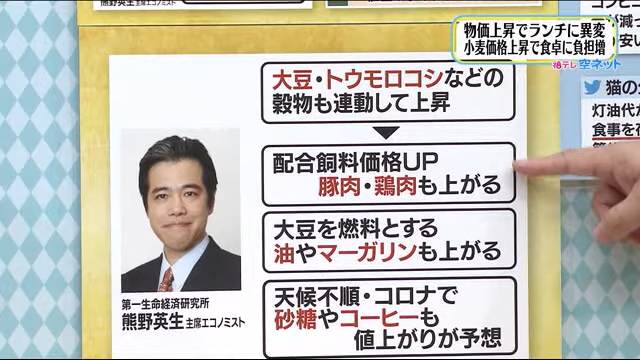 熊野英生主席エコノミスト
物価上昇でランチに異変
小麦価格上昇で食卓に負担増
福テレ空ネット
大豆・トウモロコシなどの
穀物も連動して上昇
配合飼料価格UP
豚肉・鶏肉も上がる
大豆を燃料とする
油やマーガリンも上がる
天候不順・コロナで
砂糖やコーヒーも
値上がりが予想
第一生命経済研究所
熊野英生主席エコノミスト
猫の
灯油代が
食事を